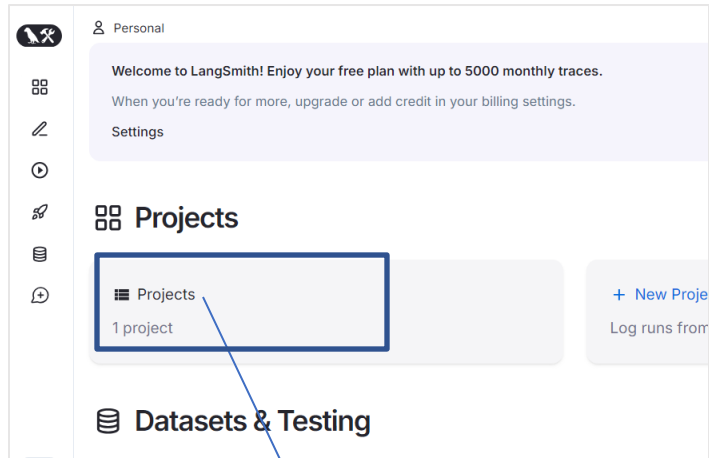 Personal
Welcome to LangSmith! Enjoy your free plan with up to 5000 monthly traces.
When you're ready for more, upgrade or add credit in your billing settings.
Settings
Projects
Projects
+ New Proje
1 project
Log runs from
Datasets & Testing